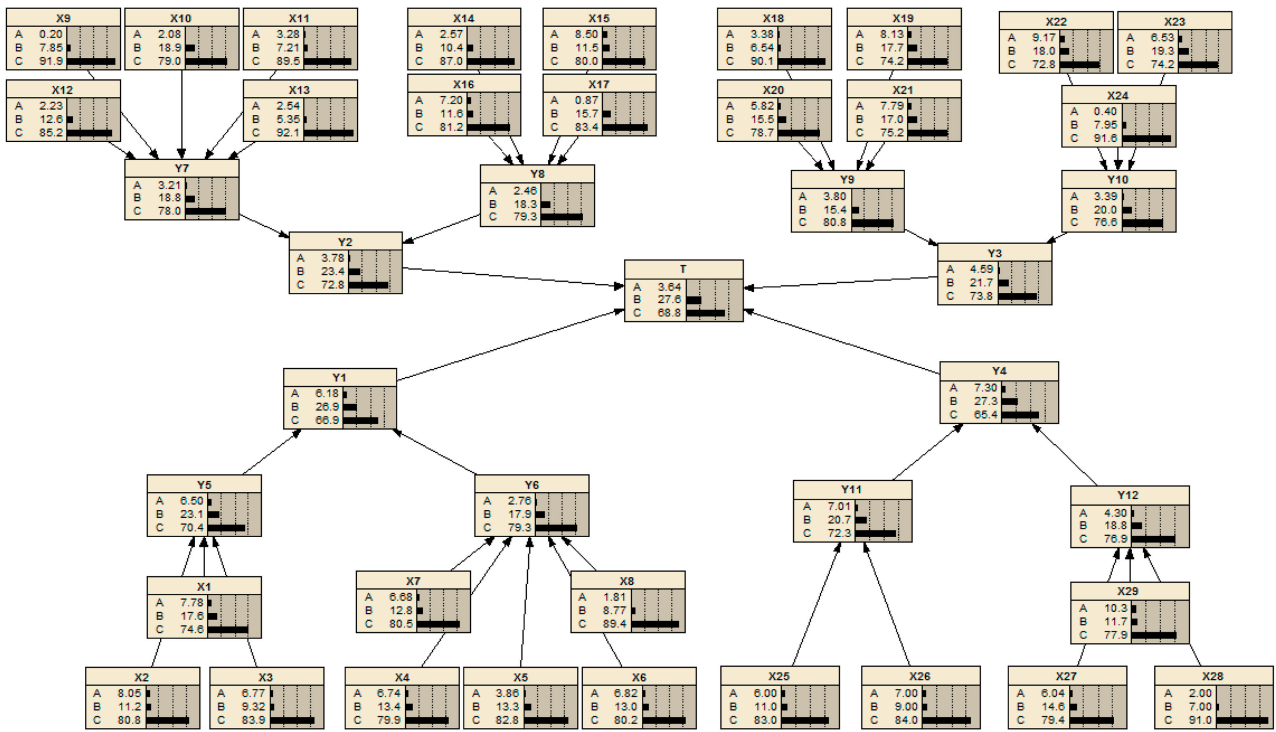 X9
A 0.20
B 7.85
C 91.9
X10
A 2.08
B 18.9
C 79.0
X11
A 3.28
B 7.21
C 89.5
X14
A 2.57
B 10.4
C 87.0
X15
A 8.50
B 11.5
C 80.0
X18
A 3.38
B 6.54
C 90.1
X19
A 8.13
B 17.7
C 74.2
X22
A 9.17
B 18.0
C 72.8
X23
A 6.53
B 19.3
C 74.2
X12
A 2.23
B 12.6
C 85.2
X13
A 2.54
B 5.35
C 92.1
X16
A 7.20
B 11.6
C 81.2
X17
A 0.87
B 15.7
C 83.4
X20
A 5.82
B 15.5
C 78.7
X21
A 7.79
B 17.0
C 75.2
X24
A 0.40
B 7.95
C 91.6
Y7
A 3.21
B 18.8
C 78.0
Y8
A 2.46
B 18.3
C 79.3
Y9
A 3.80
B 15.4
C 80.8
Y10
A 3.39
B 20.0
C 76.6
Y2
A 3.78
B 23.4
C 72.8
T
A 3.64
B 27.6
C 68.8
Y3
A 4.59
B 21.7
C 73.8
Y1
A 6.18
B 26.9
C 66.9
Y4
A 7.30
B 27.3
C 65.4
Y5
A 6.50
B 23.1
C 70.4
Y6
A 2.76
B 17.9
C 79.3
Y11
A 7.01
B 20.7
C 72.3
Y12
A 4.30
B 18.8
C 76.9
X1
A 7.78
B 17.6
C 74.6
X7
A 6.68
B 12.8
C 80.5
X8
A 1.81
B 8.77
C 89.4
X29
A 10.3
B 11.7
C 77.9
X2
A 8.05
B 11.2
C 80.8
X3
A 6.77
B 9.32
C 83.9
X4
A 6.74
B 13.4
C 79.9
X5
A 3.86
B 13.3
C 82.8
X6
A 6.82
B 13.0
C 80.2
X25
A 6.00
B 11.0
C 83.0
X26
A 7.00
B 9.00
C 84.0
X27
A 6.04
B 14.6
C 79.4
X28
A 2.00
B 7.00
C 91.0